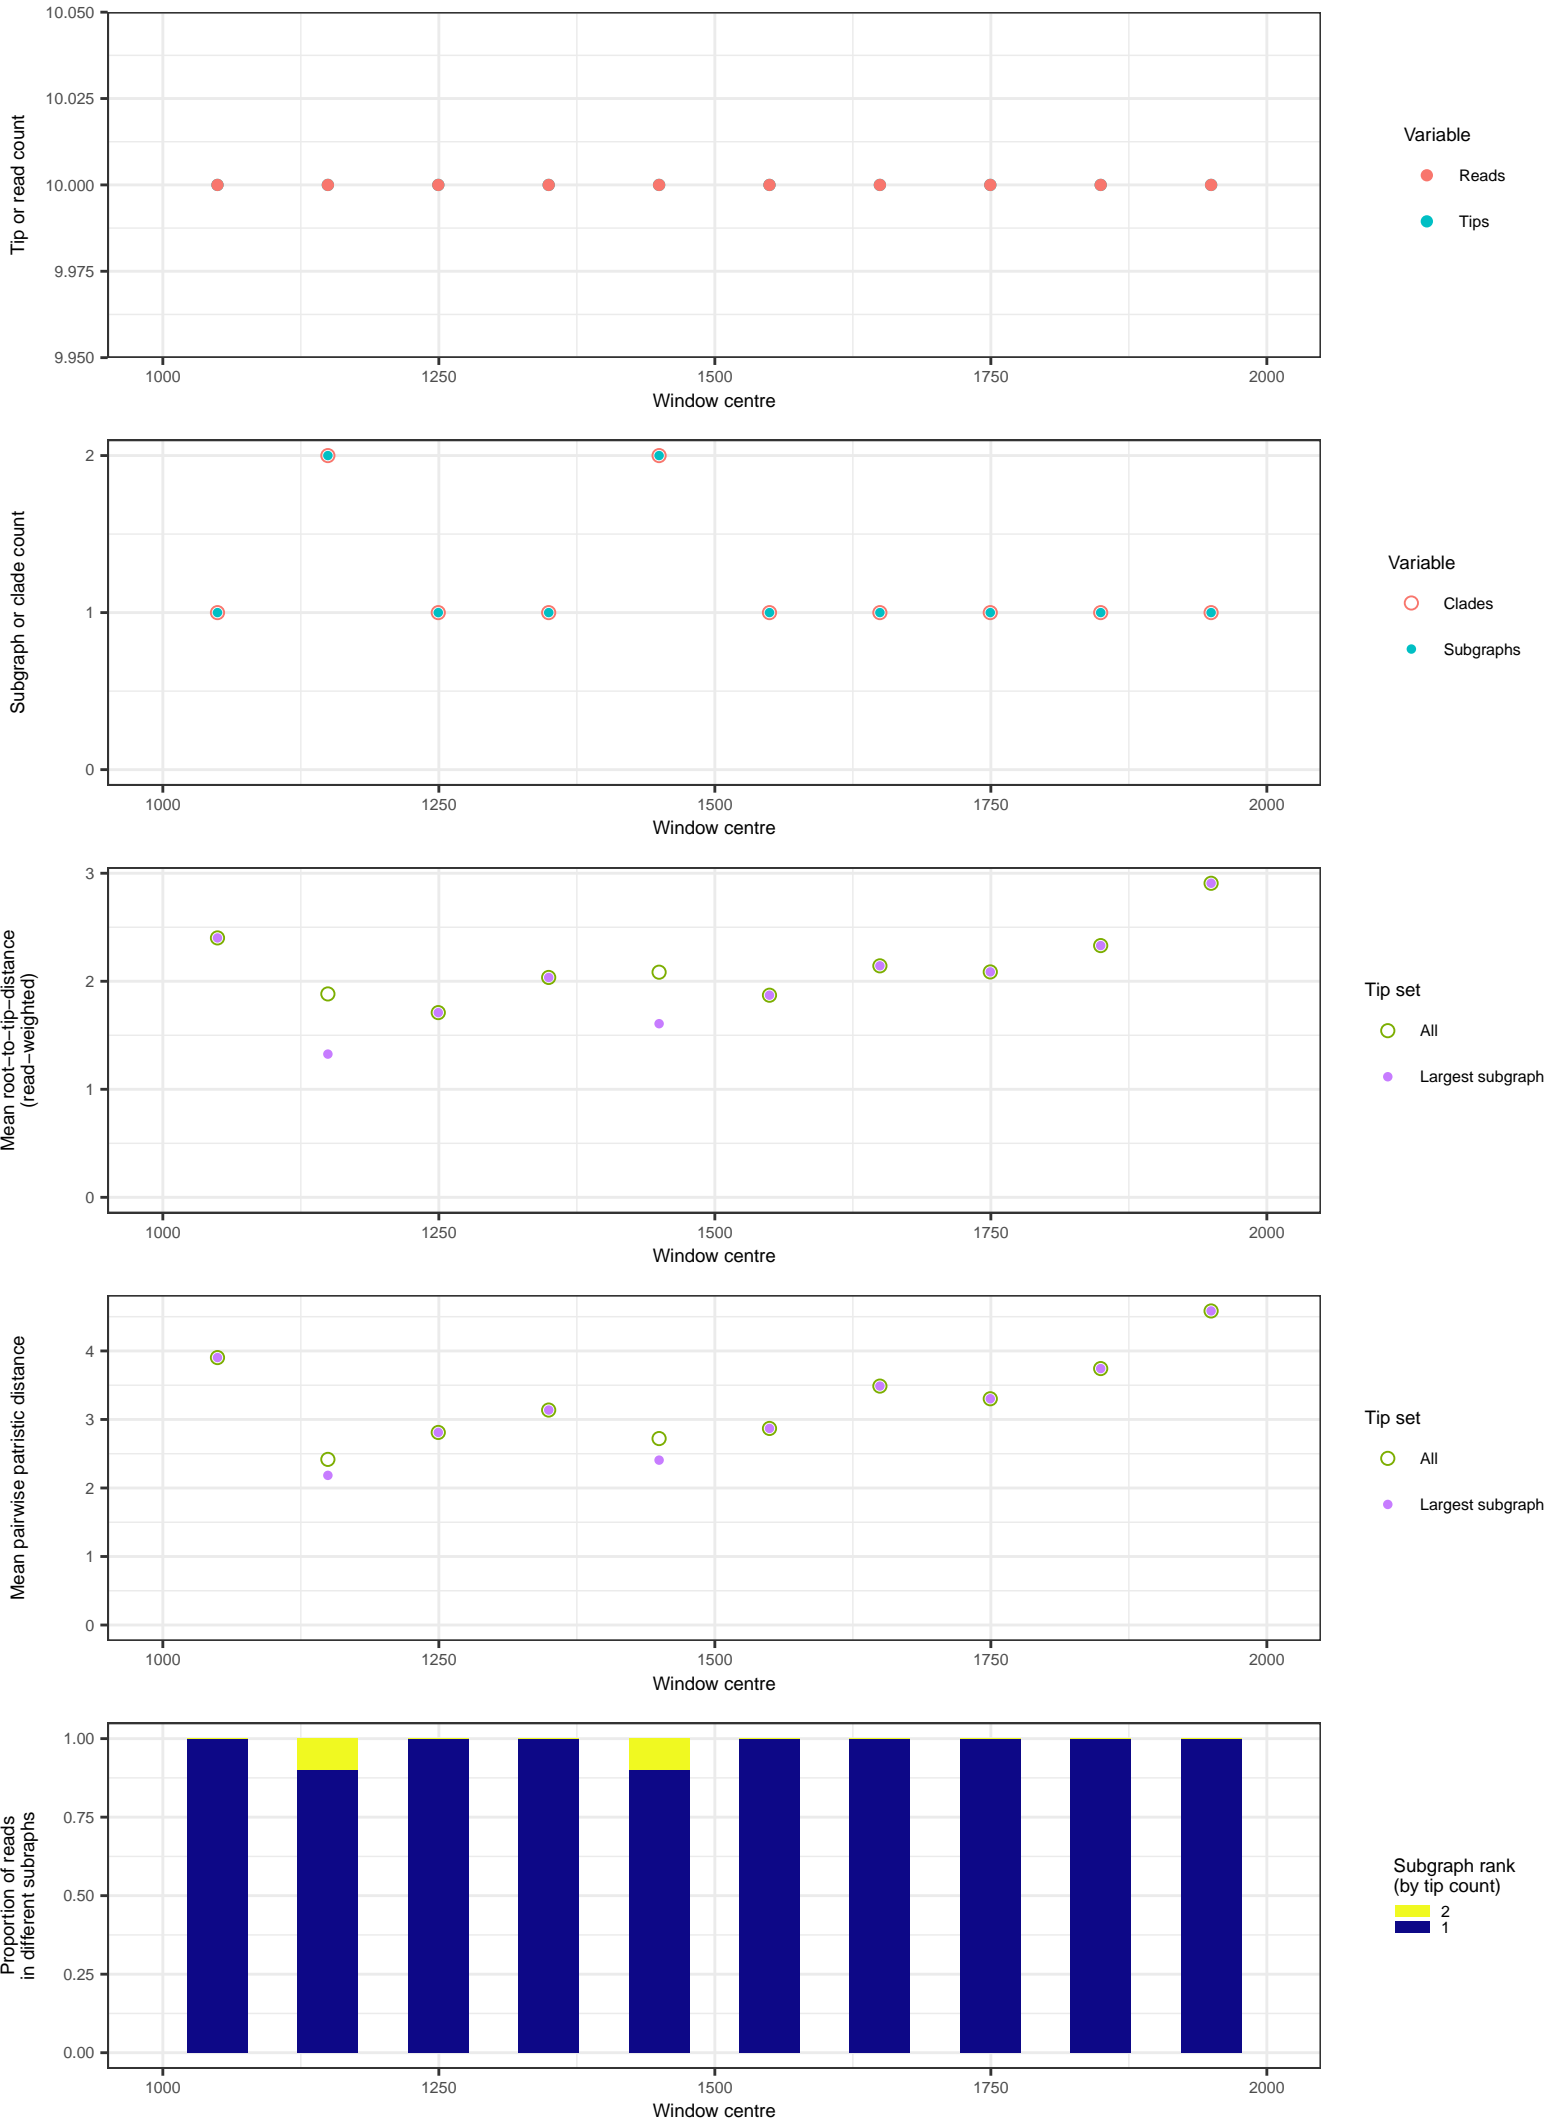 10.050
10.025
10.000
9.975
9.950
Tip or read count
1000 1250 1500 1750 2000
Window centre
Variable
Reads
Tips
2
1
0
Subgraph or clade count
1000 1250 1500 1750 2000
Window centre
Variable
Clades
Subgraphs
3
2
1
0
Mean root−to−tip−distance
(read−weighted)
1000 1250 1500 1750 2000
Window centre
Tip set
All
Largest subgraph
4
3
2
1
0
Mean pairwise patristic distance
1000 1250 1500 1750 2000
Window centre
Tip set
All
Largest subgraph
1.00
0.75
0.50
0.25
0.00
Proportion of reads
in different subraphs
1000 1250 1500 1750 2000
Window centre
Subgraph rank
(by tip count)
2
1